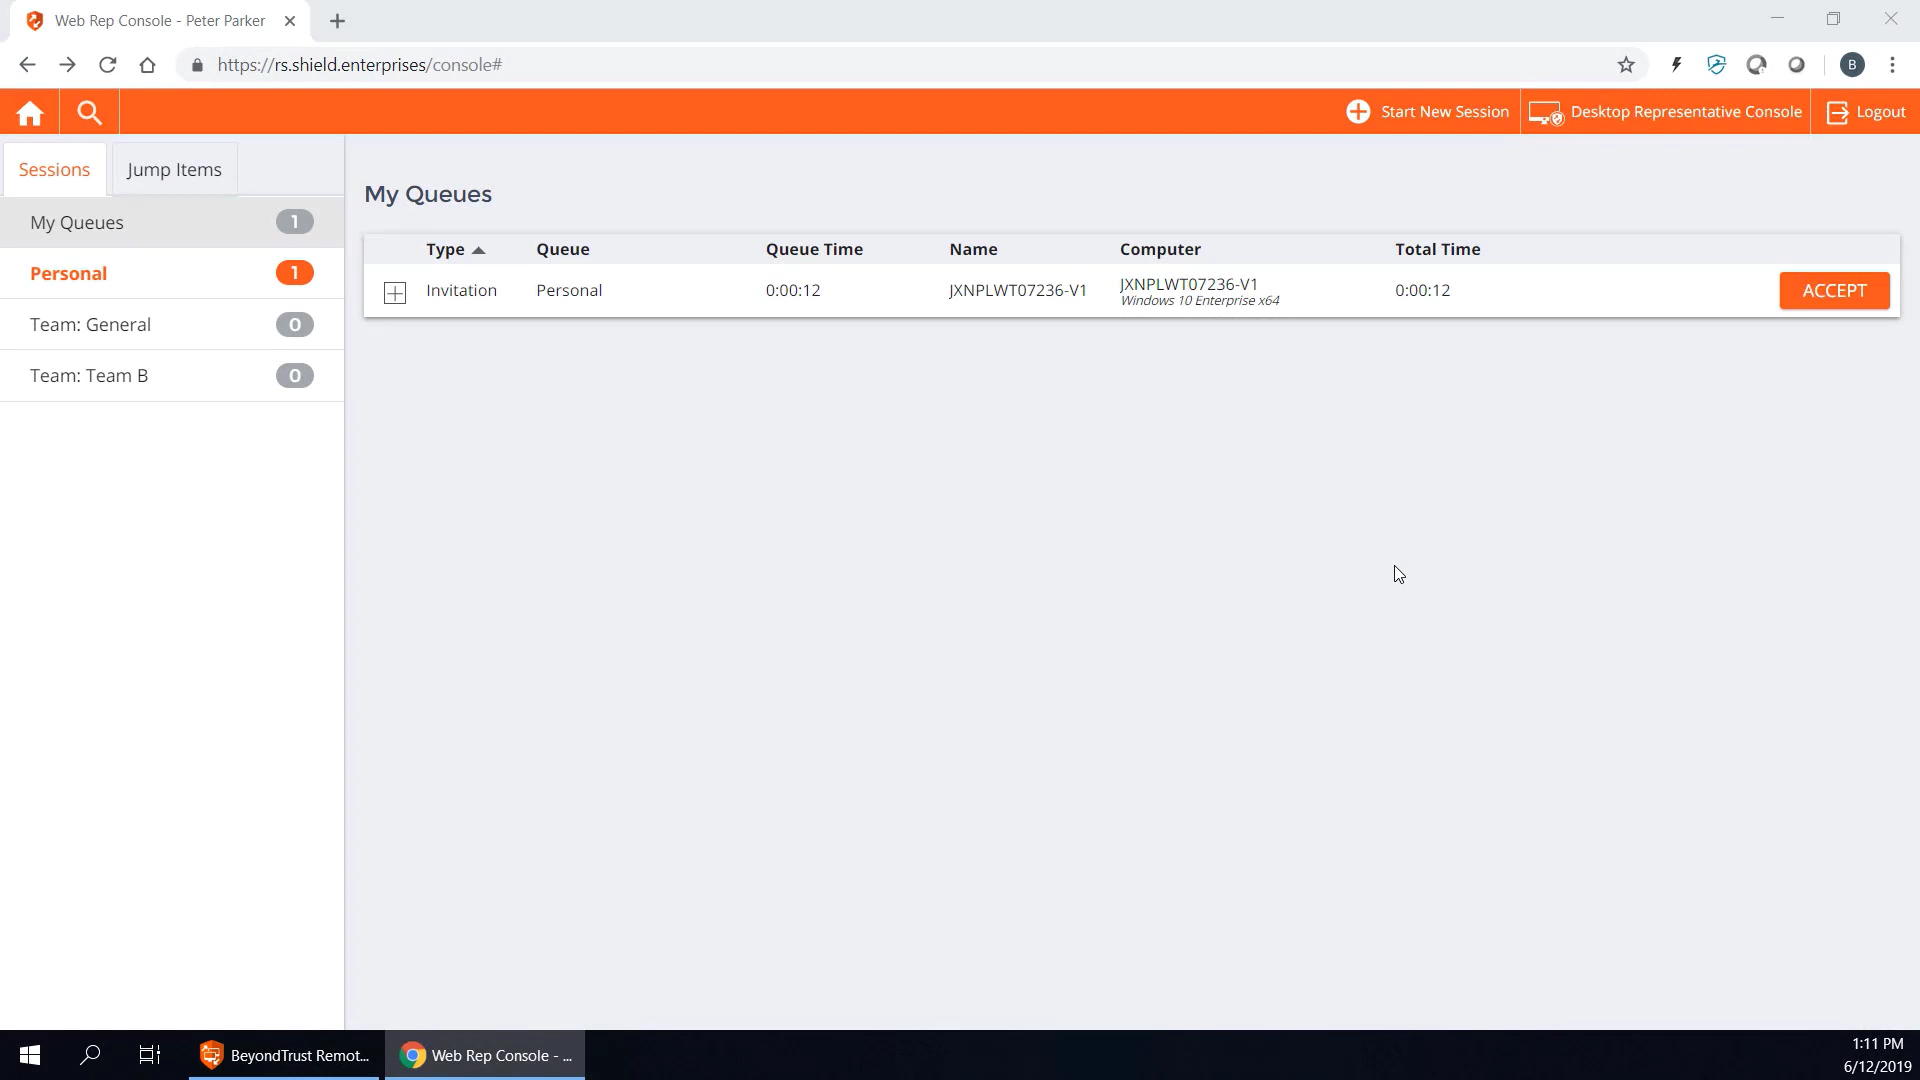 Web Rep Console - Peter Parker
https://rs.shield.enterprises/console#
B
Start New Session
Desktop Representative Console
Logout
Sessions
Jump Items
My Queues 1
Personal 1
Team: General 0
Team: Team B 0
My Queues
Type Queue Queue Time Name Computer Total Time
Invitation Personal 0:00:12 JXNPLWT07236-V1 JXNPLWT07236-V1 0:00:12 ACCEPT
Windows 10 Enterprise x64
BeyondTrust Remot...
Web Rep Console - ...
1:11 PM
6/12/2019